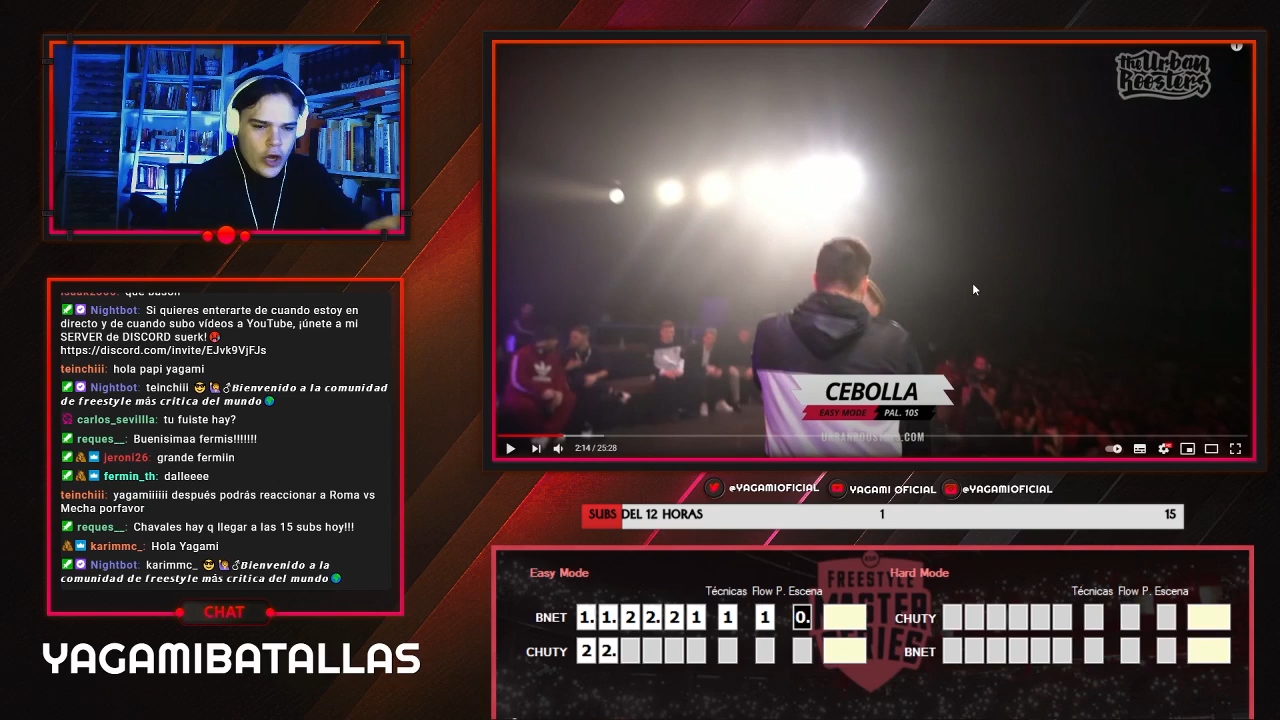 the Urban
Roosters
que bason
Nightbot: Si quieres enterarte de cuando estoy en
directo y de cuando subo vídeos a YouTube, ¡únete a mi
SERVER de DISCORD suerk!
https://discord.com/invite/EJvk9VjFJs
teinchiii: hola papi yagami
Nightbot: teinchiii 😎 🙋♂Bienvenido a la comunidad
de freestyle más crítica del mundo 🌍
carlos_sevillla: tu fuiste hay?
reques__: Buenísimaa fermis!!!!!!!
jeroni26: grande fermiin
fermin_th: dalleeee
teinchiii: yagamiiiiii después podrás reaccionar a Roma vs
Mecha porfavor
reques__: Chavales hay q llegar a las 15 subs hoy!!!
karimmc_: Hola Yagami
Nightbot: karimmc_ 😎 🙋♂Bienvenido a la
comunidad de freestyle más crítica del mundo 🌍
CHAT
YAGAMIBATALLAS
CEBOLLA
EASY MODE PAL. 10S
URBANROOSTERS.COM
2:14 / 25:28
@YAGAMIOFICIAL YAGAMI OFICIAL @YAGAMIOFICIAL
SUBS DEL 12 HORAS 1 15
FREESTYLE
MASTER
SERIES
Easy Mode Hard Mode
Técnicas Flow P. Escena Técnicas Flow P. Escena
BNET 1. 1. 2 2. 2 1 1 1 0. CHUTY
CHUTY 2 2. BNET